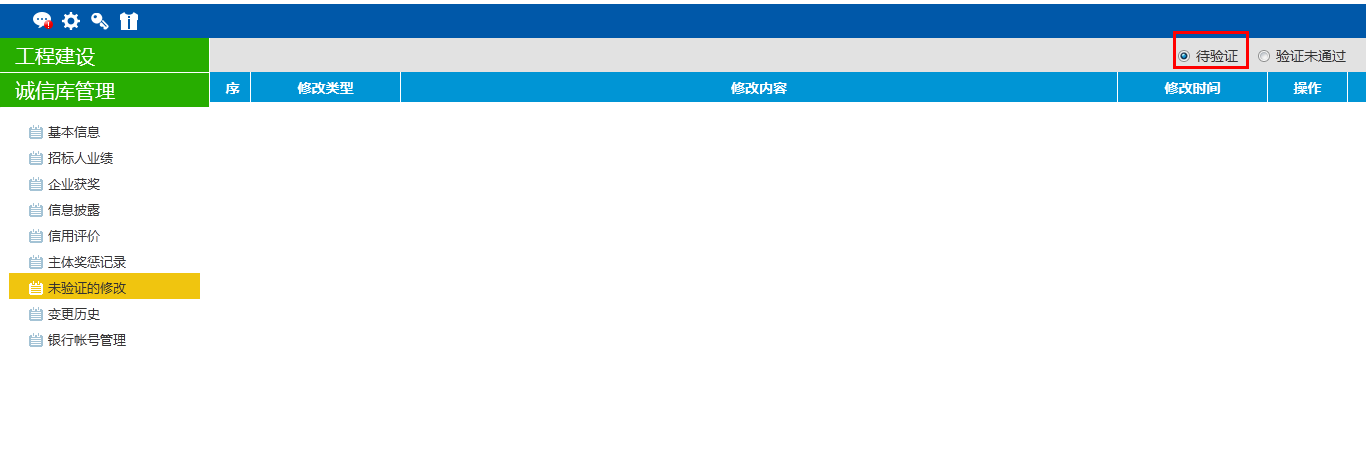 工程建设
待验证 验证未通过
诚信库管理
序 修改类型 修改内容 修改时间 操作
基本信息
招标人业绩
企业获奖
信息披露
信用评价
主体奖惩记录
未验证的修改
变更历史
银行帐号管理